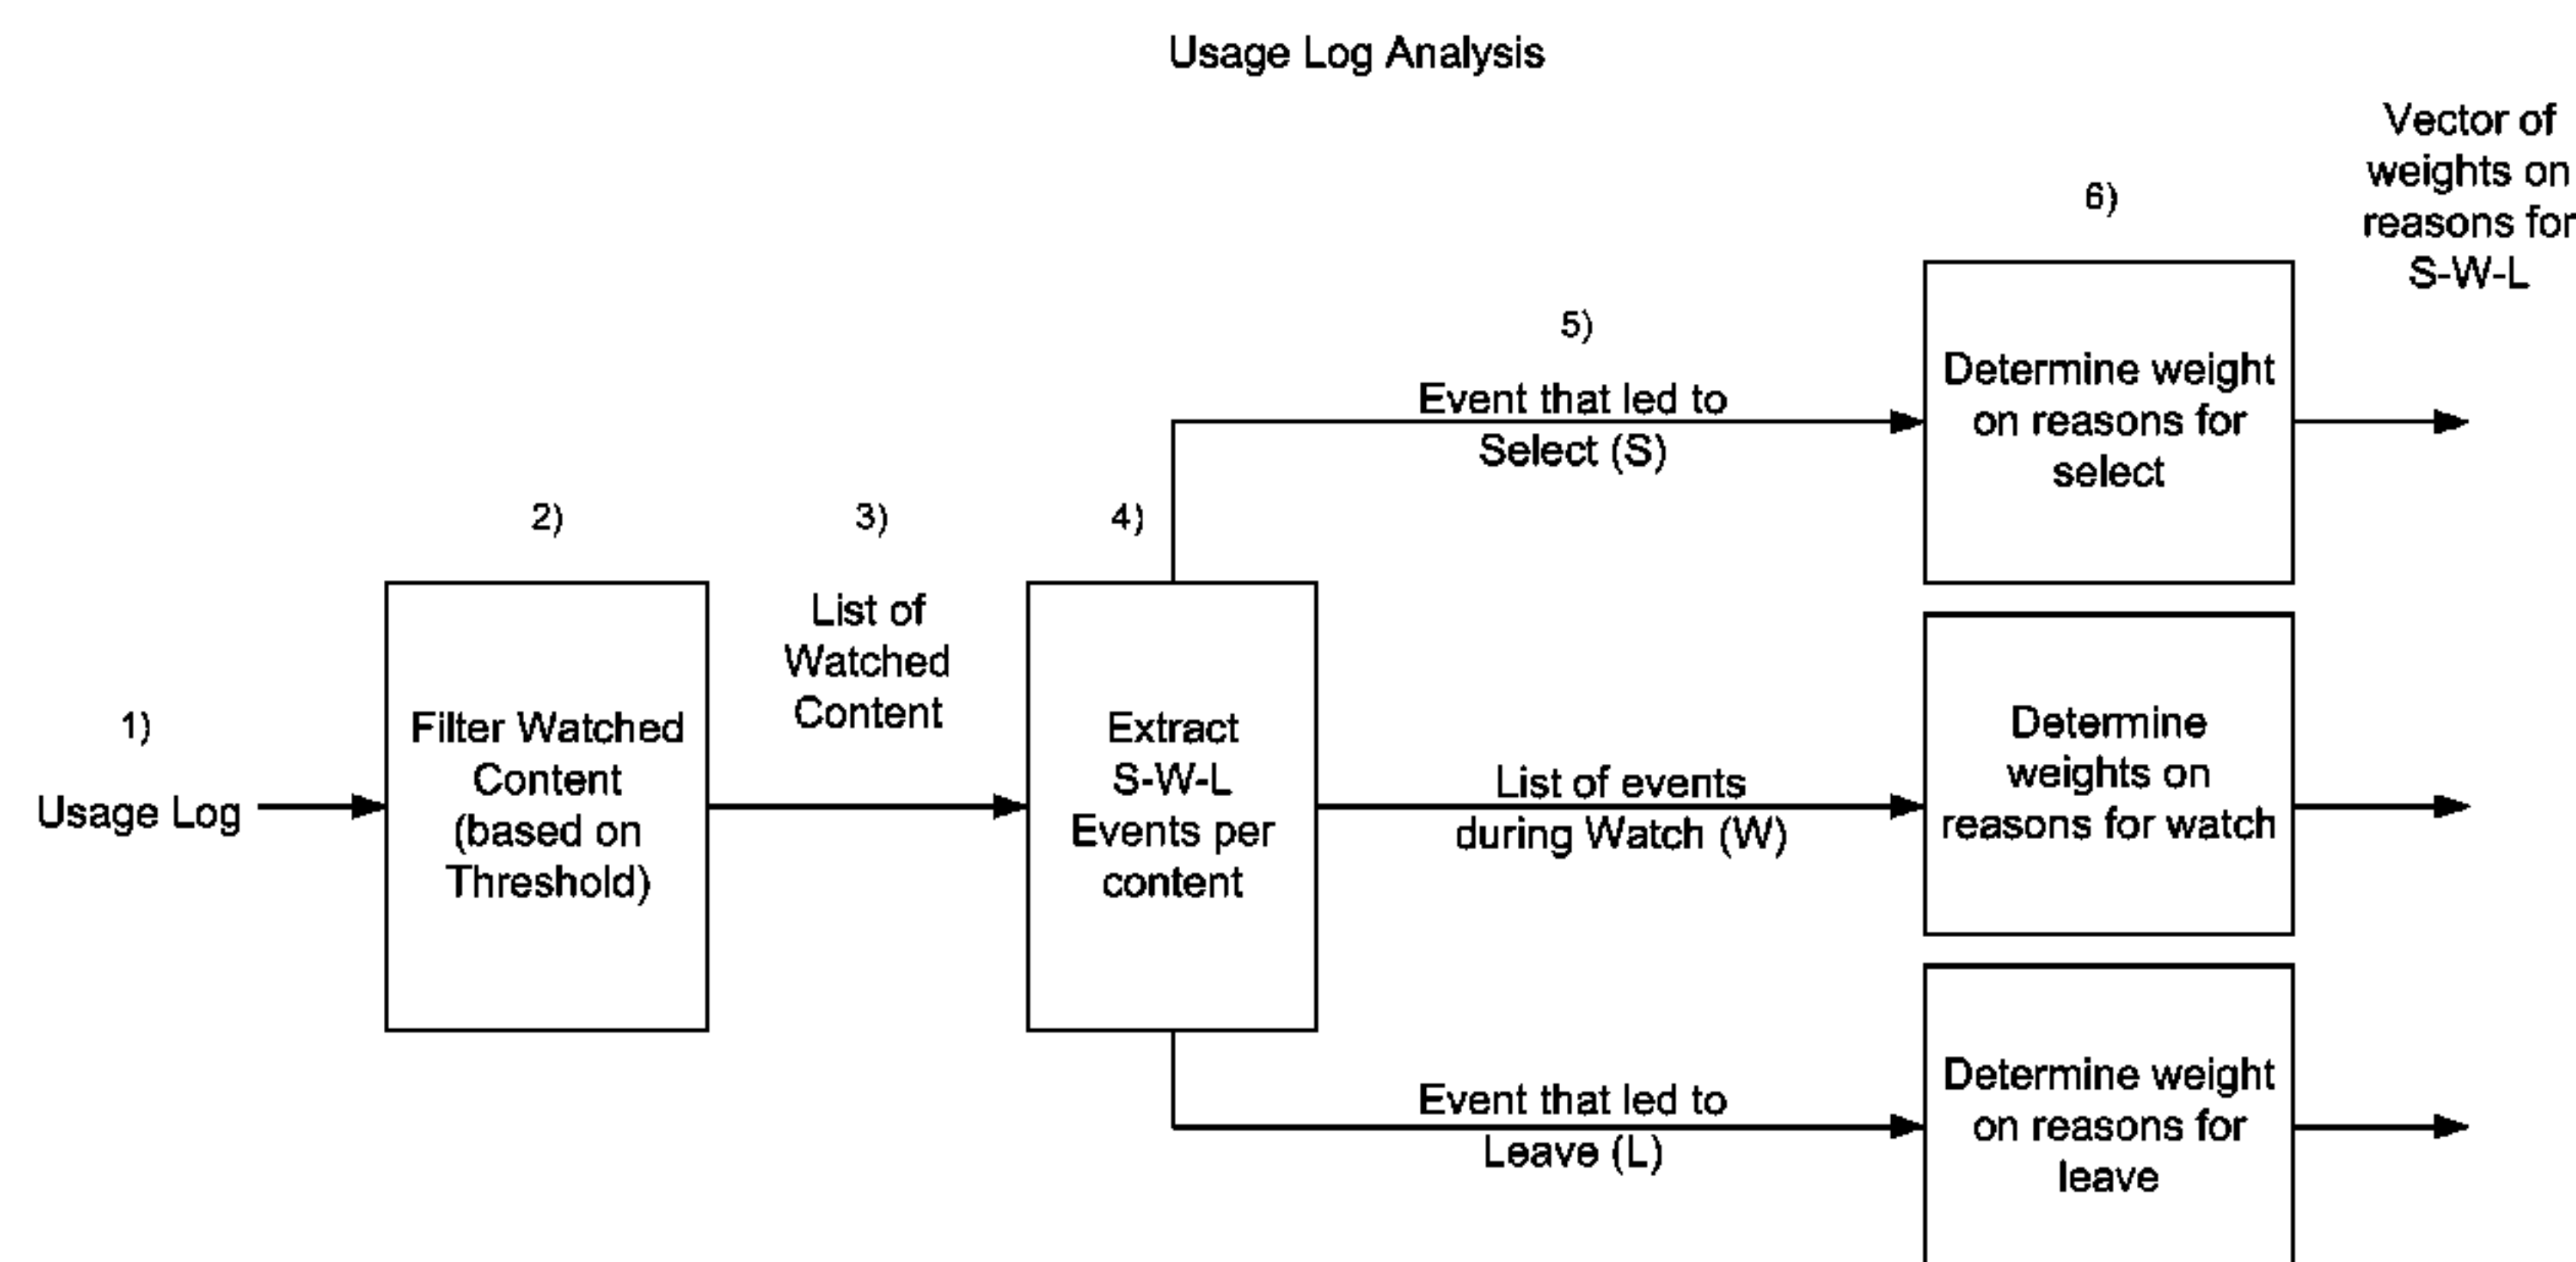 Usage Log Analysis
1)
Usage Log
2)
Filter Watched
Content
(based on
Threshold)
3)
List of
Watched
Content
4)
Extract
S-W-L
Events per
content
5)
Event that led to
Select (S)
List of events
during Watch (W)
Event that led to
Leave (L)
6)
Determine weight
on reasons for
select
Determine
weights on
reasons for watch
Determine weight
on reasons for
leave
Vector of
weights on
reasons for
S-W-L